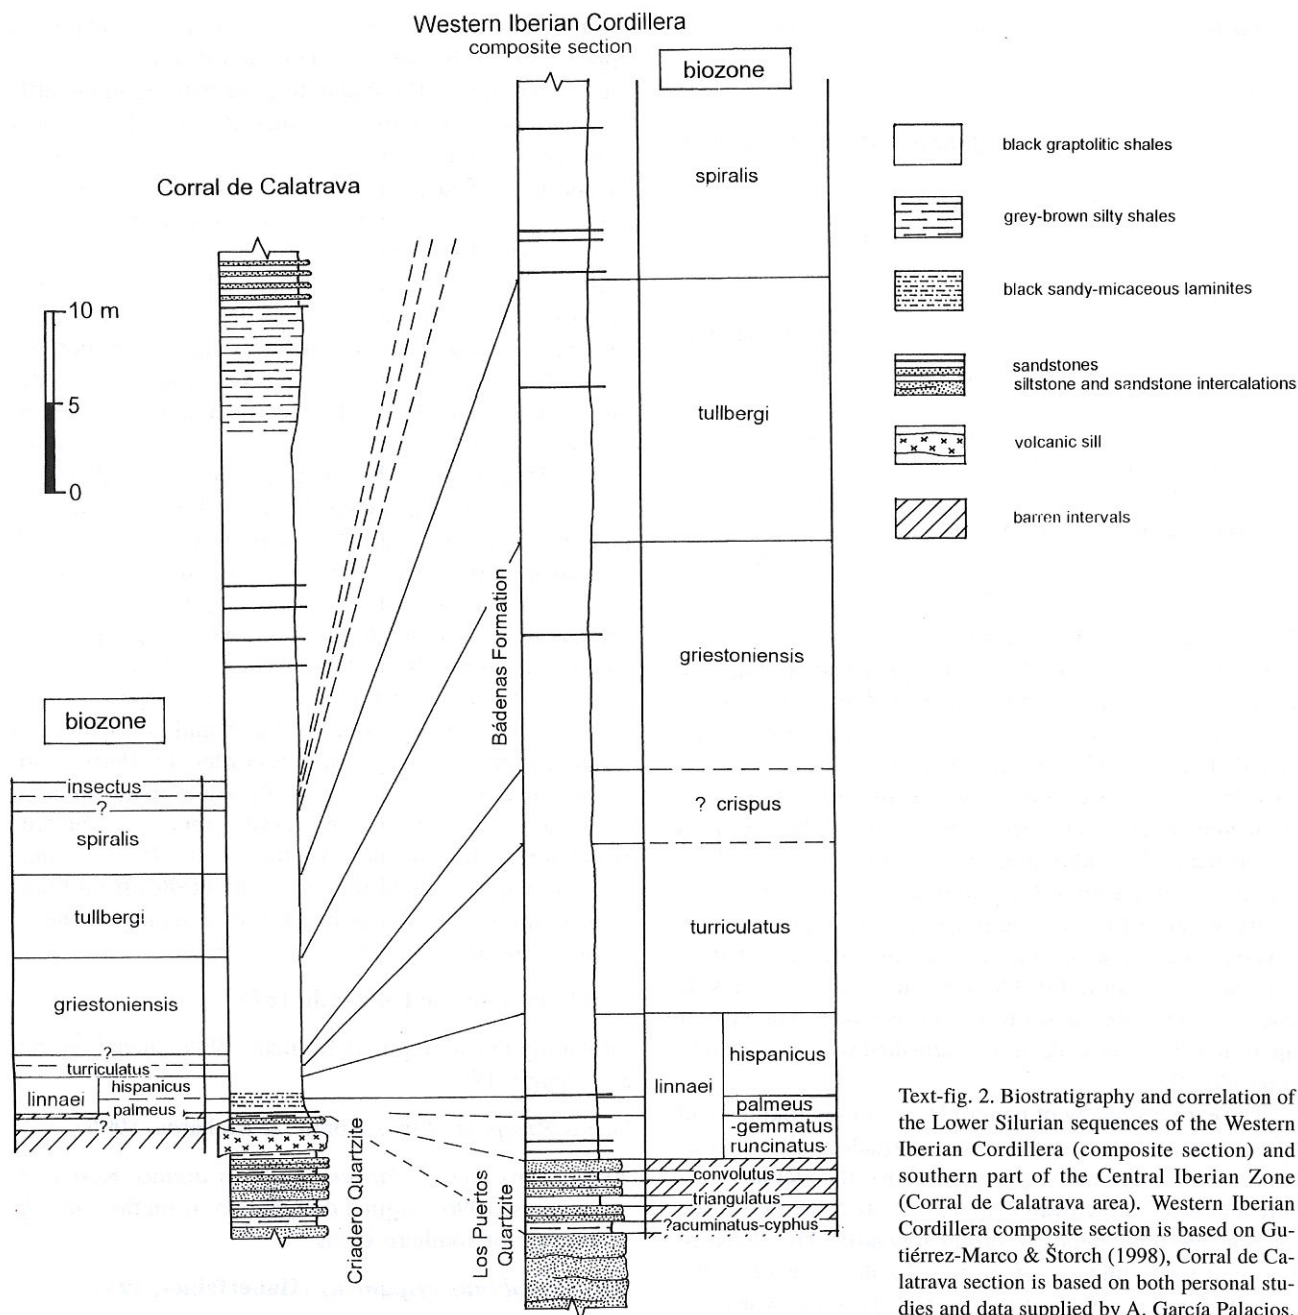 Western Iberian Cordillera
composite section
biozone
spiralis
tullbergi
griestoniensis
? crispus
turriculatus
linnaei
hispanicus
palmeus
-gemmatus
runcinatus
convolutus
triangulatus
?acuminatus-cyphus
Bádenas Formation
Los Puertos
Quartzite
Corral de Calatrava
10 m
5
0
biozone
insectus
?
spiralis
tullbergi
griestoniensis
?
turriculatus
linnaei
hispanicus
palmeus
?
Criadero Quartzite
black graptolitic shales
grey-brown silty shales
black sandy-micaceous laminites
sandstones
siltstone and sandstone intercalations
volcanic sill
barren intervals
Text-fig. 2. Biostratigraphy and correlation of
the Lower Silurian sequences of the Western
Iberian Cordillera (composite section) and
southern part of the Central Iberian Zone
(Corral de Calatrava area). Western Iberian
Cordillera composite section is based on Gu-
tiérrez-Marco & Štorch (1998), Corral de Ca-
latrava section is based on both personal stu-
dies and data supplied by A. García Palacios.